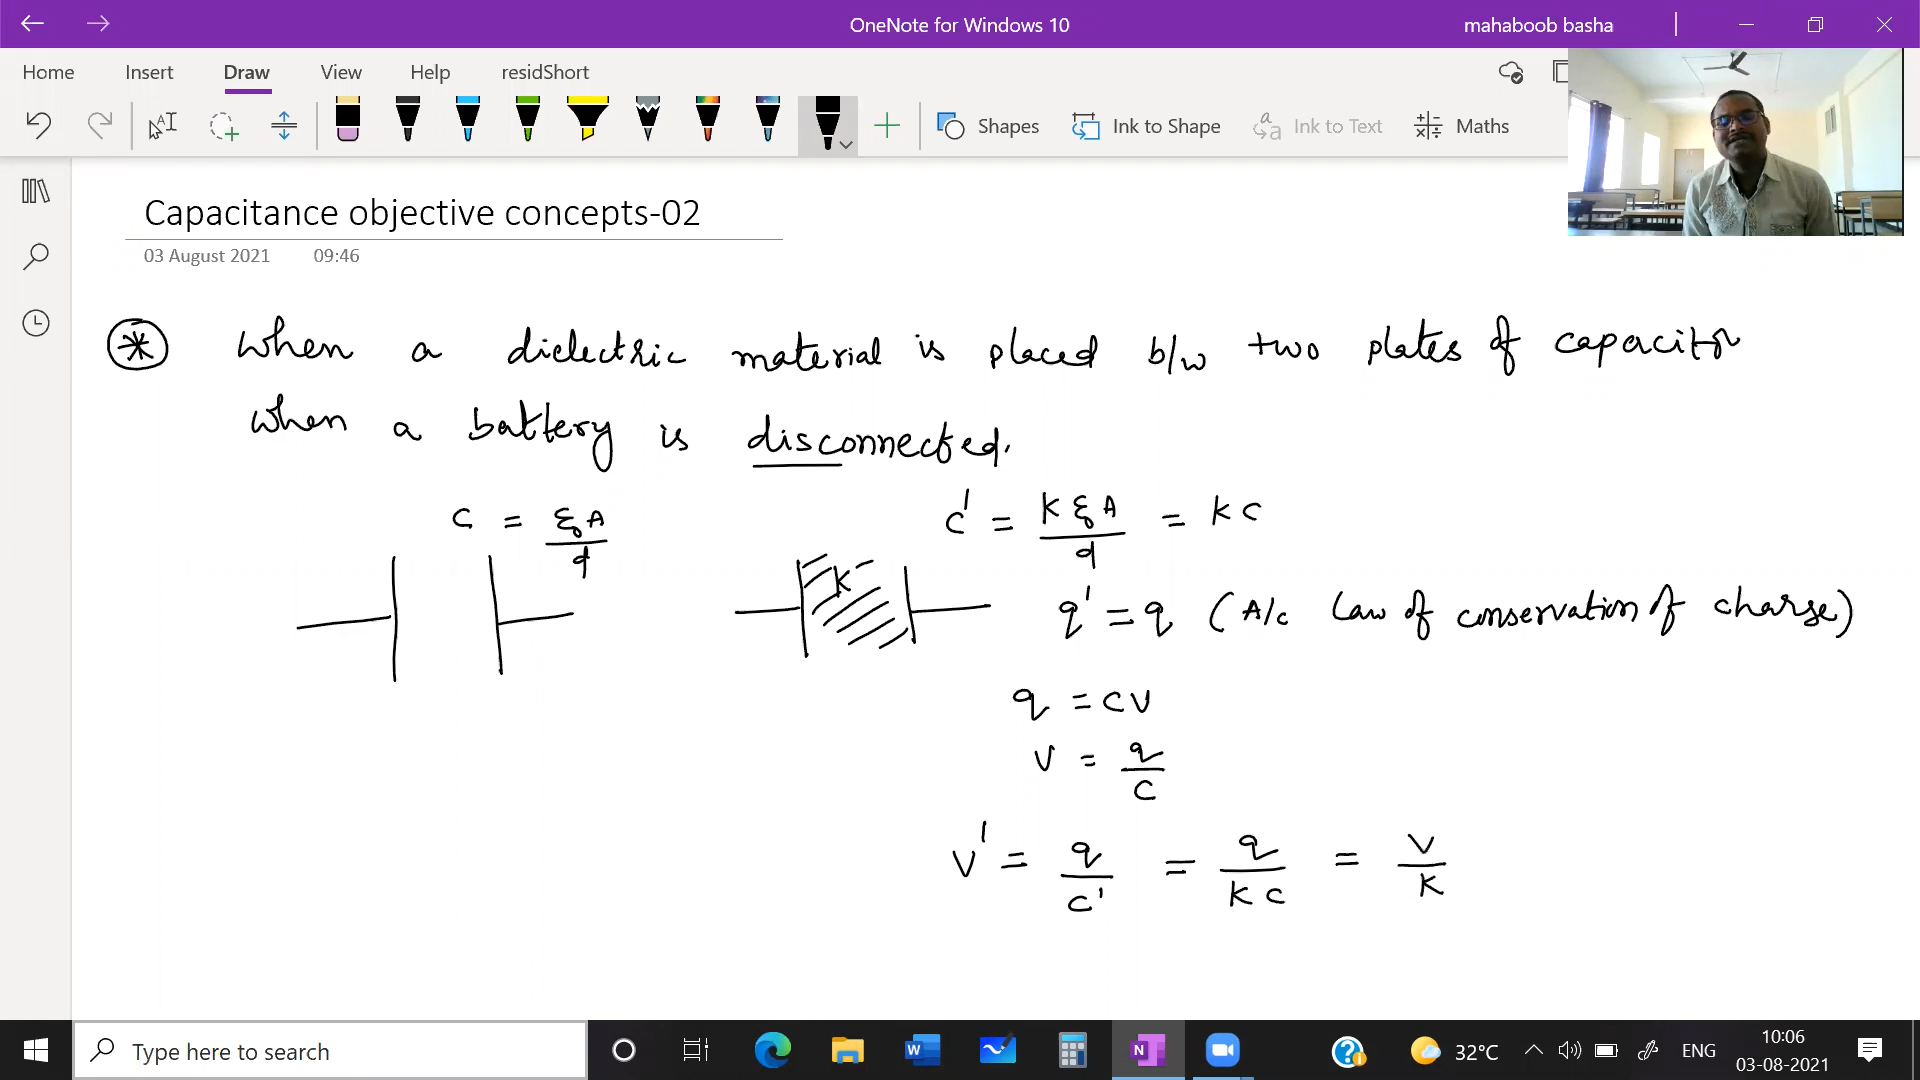 OneNote for Windows 10
mahaboob basha
Home Insert Draw View Help residShort
Shapes Ink to Shape Ink to Text Maths
Capacitance objective concepts-02
03 August 2021 09:46
When a dielectric material is placed b/w two plates of capacitor
when a battery is disconnected.
C = ε₀A/d
C' = Kε₀A/d = KC
K
q' = q (A/c Law of conservation of charge)
q = CV
V = q/C
V' = q/C' = q/KC = V/K
Type here to search
32°C
ENG
10:06
03-08-2021